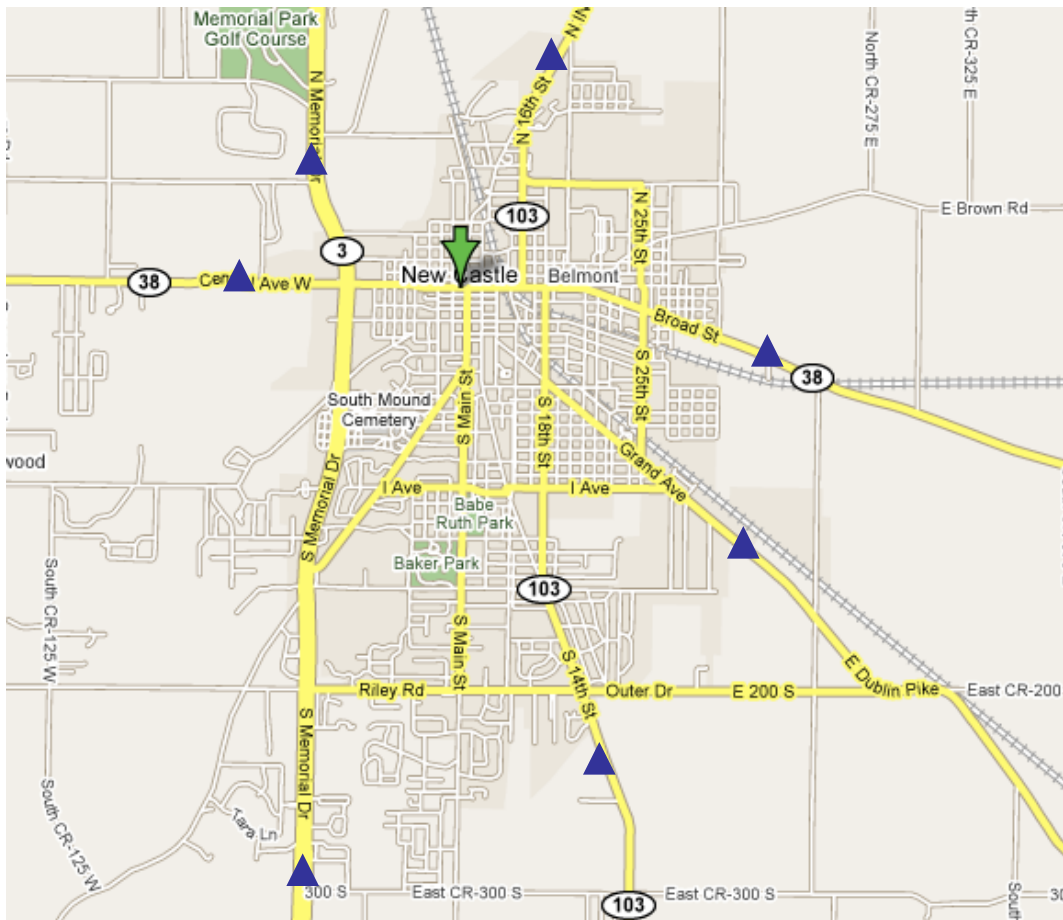 Memorial Park
Golf Course
N Memorial Dr
N 16th St
North CR-275 E
CR-325 E
103
N 25th St
E Brown Rd
3
38
New Castle
Belmont
Ave W
Broad St
38
South Mound
Cemetery
S Main St
S 18th St
S 25th St
Grand Ave
wood
S Memorial Dr
I Ave
I Ave
Babe
Ruth Park
Baker Park
103
South CR-125 W
S Main St
S 14th St
Riley Rd
Outer Dr
E 200 S
E Dublin Pike
East CR-200
S Memorial Dr
South CR-125 W
Tara Ln
300 S
East CR-300 S
East CR-300 S
103
South